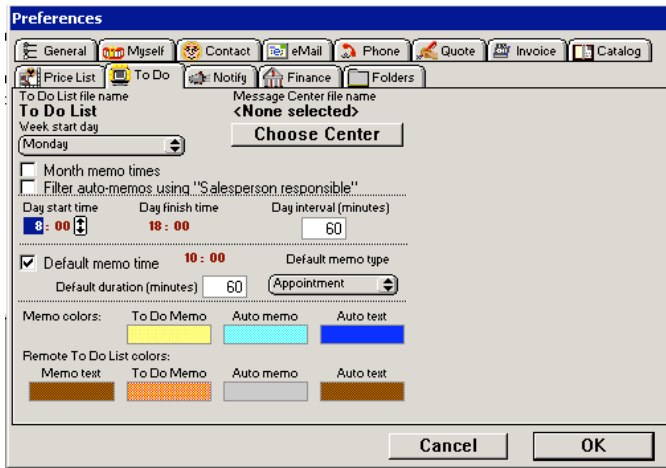 Preferences
General Myself Contact eMail Phone Quote Invoice Catalog
Price List To Do Notify Finance Folders
To Do List file name Message Center file name
To Do List <None selected>
Week start day Choose Center
Monday
Month memo times
Filter auto-memos using "Salesperson responsible"
Day start time Day finish time Day interval (minutes)
8: 00 18: 00 60
Default memo time 10: 00 Default memo type
Default duration (minutes) 60 Appointment
Memo colors: To Do Memo Auto memo Auto text
Remote To Do List colors:
Memo text To Do Memo Auto memo Auto text
Cancel OK